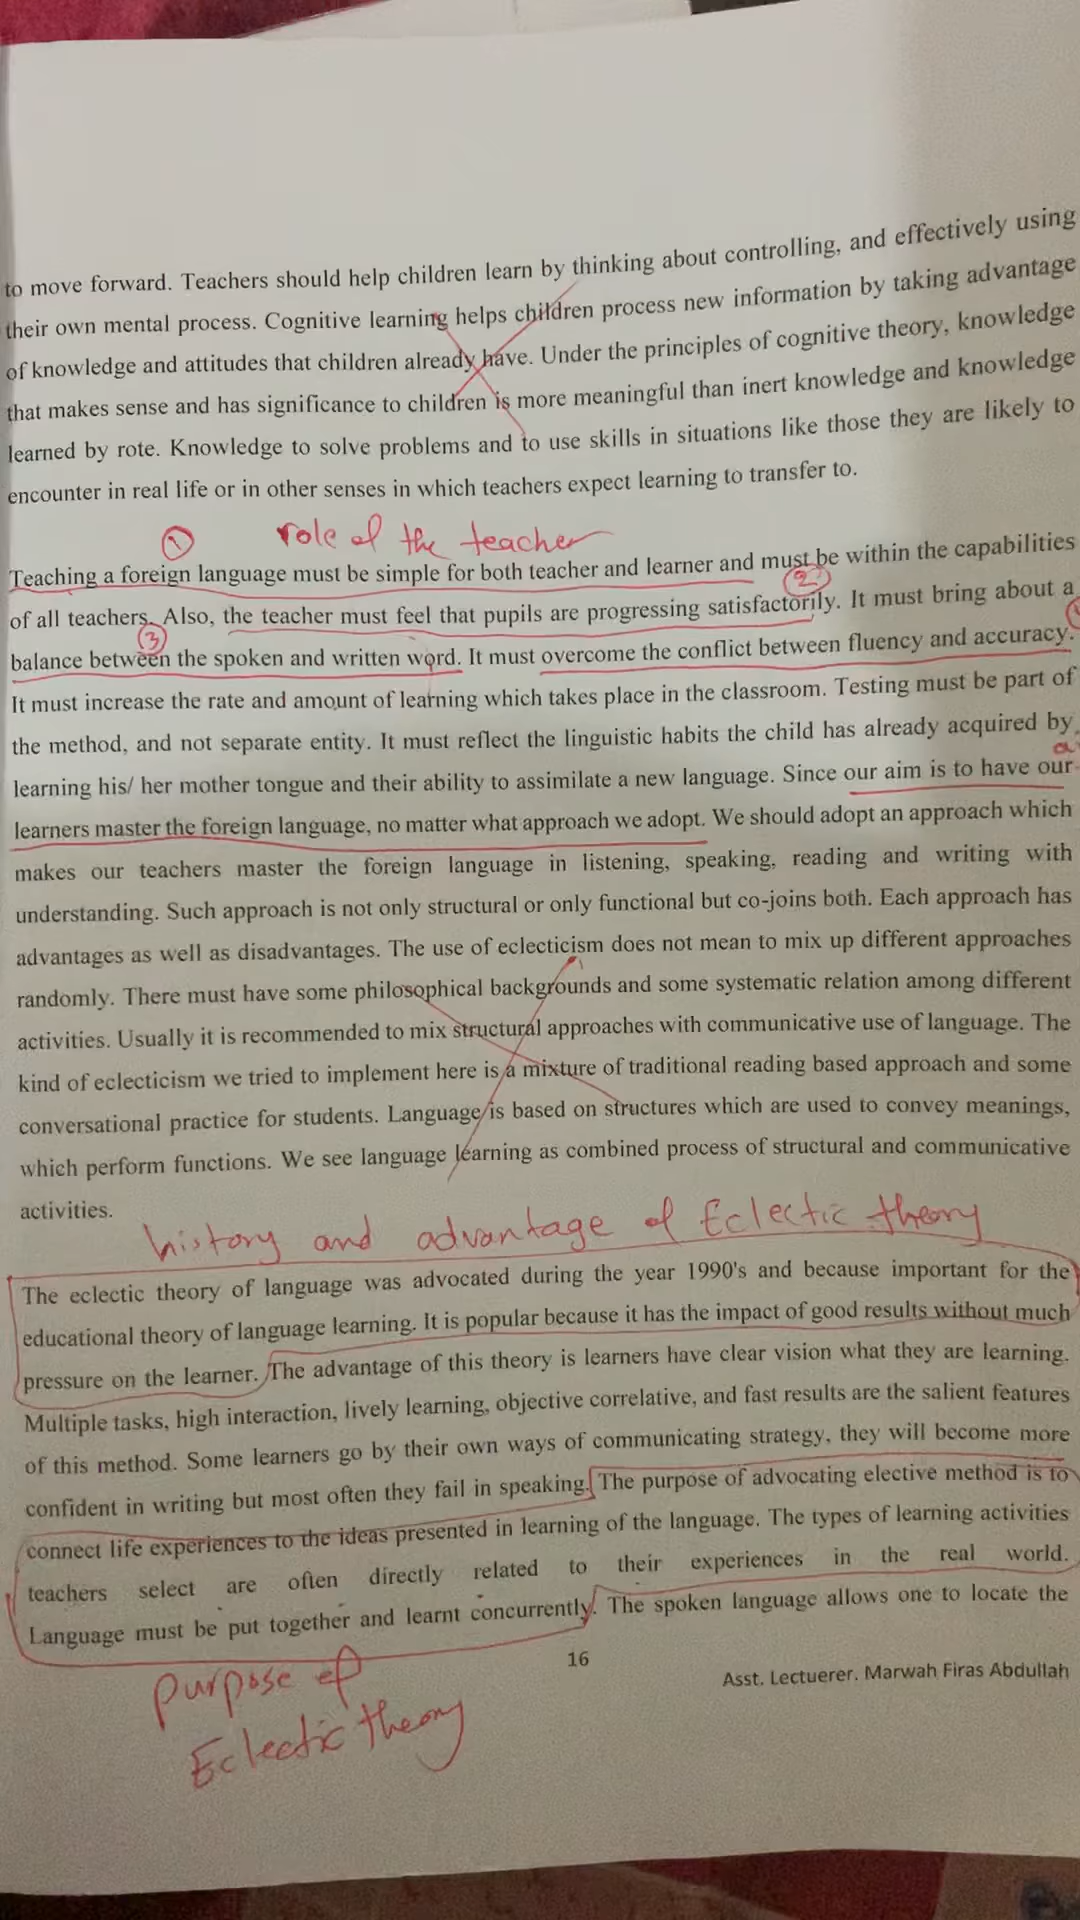 to move forward. Teachers should help children learn by thinking about controlling, and effectively using
their own mental process. Cognitive learning helps children process new information by taking advantage
of knowledge and attitudes that children already have. Under the principles of cognitive theory, knowledge
that makes sense and has significance to children is more meaningful than inert knowledge and knowledge
learned by rote. Knowledge to solve problems and to use skills in situations like those they are likely to
encounter in real life or in other senses in which teachers expect learning to transfer to.
① role of the teacher
Teaching a foreign language must be simple for both teacher and learner and must be within the capabilities
②
of all teachers. Also, the teacher must feel that pupils are progressing satisfactorily. It must bring about a
③
balance between the spoken and written word. It must overcome the conflict between fluency and accuracy.
It must increase the rate and amount of learning which takes place in the classroom. Testing must be part of
the method, and not separate entity. It must reflect the linguistic habits the child has already acquired by
learning his/ her mother tongue and their ability to assimilate a new language. Since our aim is to have our
learners master the foreign language, no matter what approach we adopt. We should adopt an approach which
makes our teachers master the foreign language in listening, speaking, reading and writing with
understanding. Such approach is not only structural or only functional but co-joins both. Each approach has
advantages as well as disadvantages. The use of eclecticism does not mean to mix up different approaches
randomly. There must have some philosophical backgrounds and some systematic relation among different
activities. Usually it is recommended to mix structural approaches with communicative use of language. The
kind of eclecticism we tried to implement here is a mixture of traditional reading based approach and some
conversational practice for students. Language is based on structures which are used to convey meanings,
which perform functions. We see language learning as combined process of structural and communicative
activities.
history and advantage of Eclectic theory
The eclectic theory of language was advocated during the year 1990's and because important for the
educational theory of language learning. It is popular because it has the impact of good results without much
pressure on the learner. The advantage of this theory is learners have clear vision what they are learning.
Multiple tasks, high interaction, lively learning, objective correlative, and fast results are the salient features
of this method. Some learners go by their own ways of communicating strategy, they will become more
confident in writing but most often they fail in speaking. The purpose of advocating elective method is to
connect life experiences to the ideas presented in learning of the language. The types of learning activities
teachers select are often directly related to their experiences in the real world.
Language must be put together and learnt concurrently. The spoken language allows one to locate the
16
Asst. Lectuerer. Marwah Firas Abdullah
purpose of
Eclectic theory